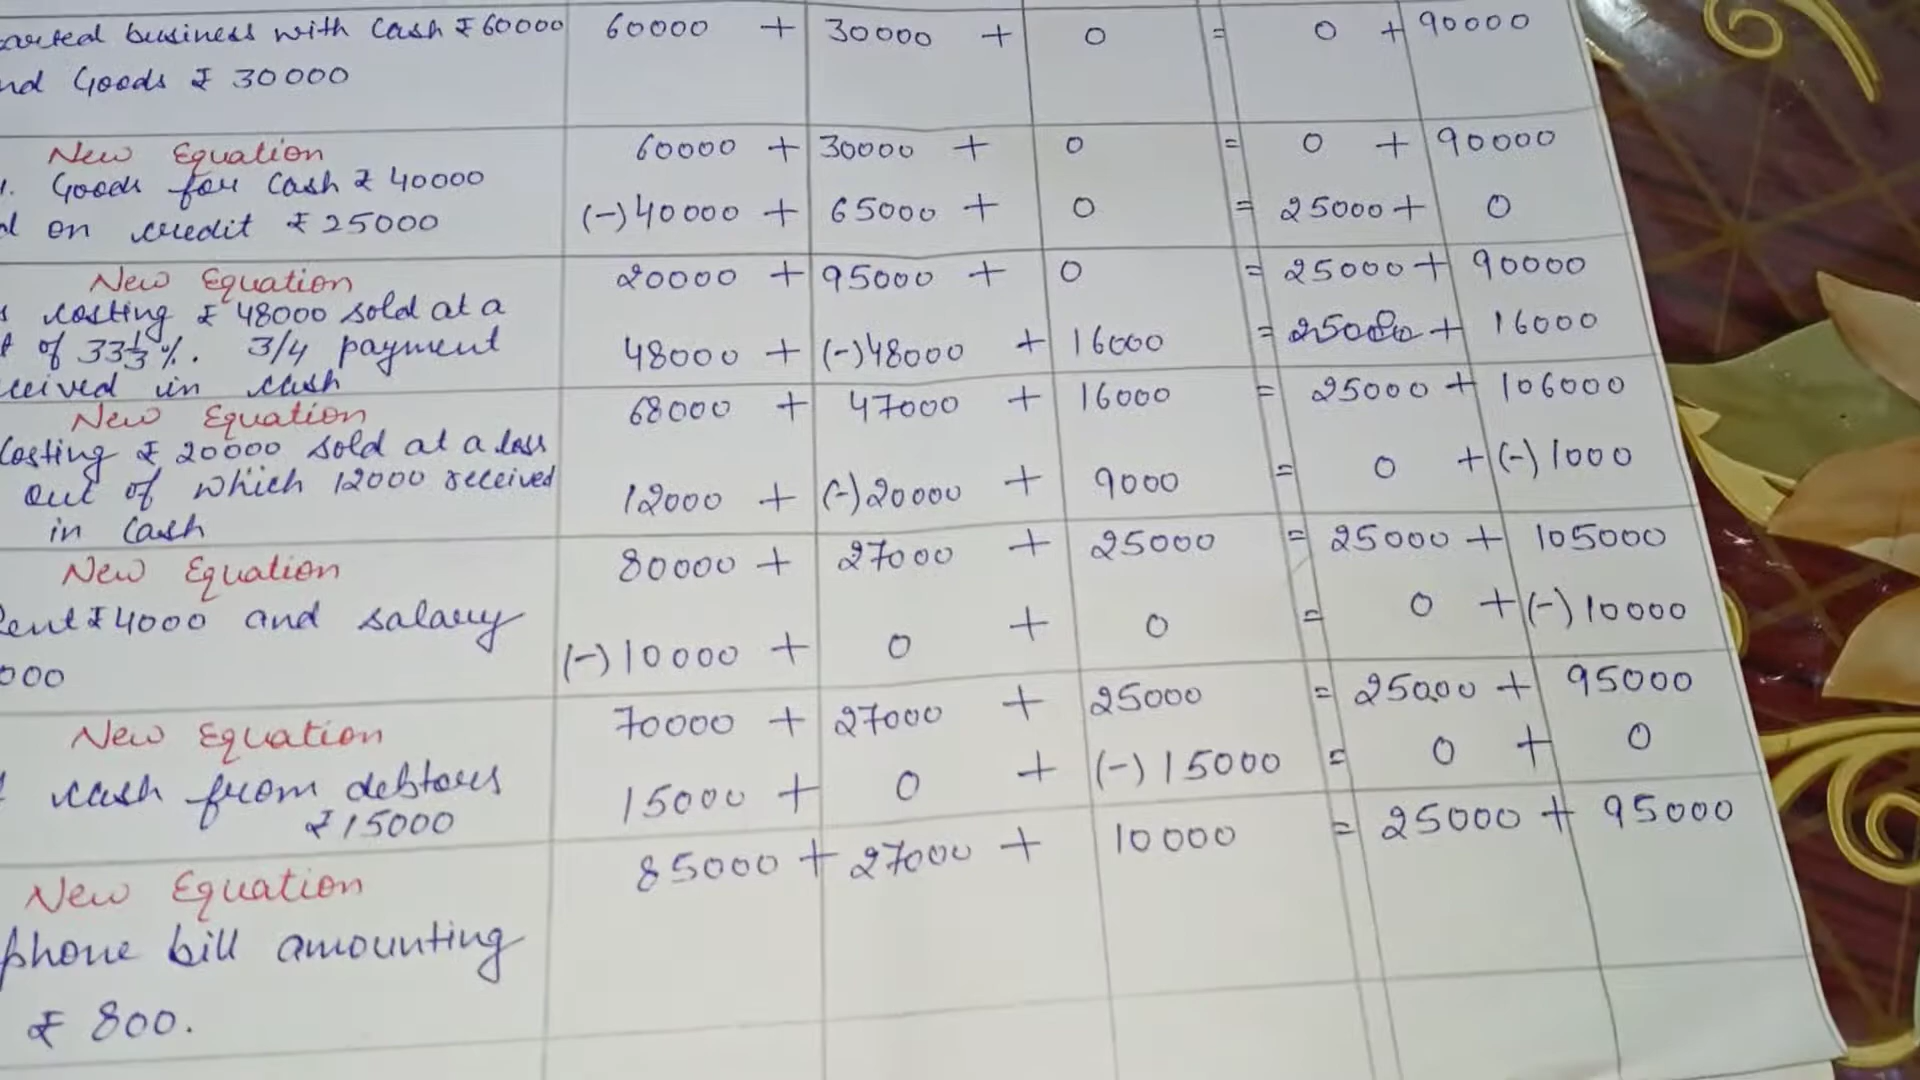 arted business with cash ₹60000 60000 + 30000 + 0 = 0 + 90000
nd Goods ₹ 30000
New Equation 60000 + 30000 + 0 = 0 + 90000
. Goods for cash ₹ 40000
d on credit ₹ 25000 (-)40000 + 65000 + 0 = 25000 + 0
New Equation 20000 + 95000 + 0 = 25000 + 90000
s costing ₹ 48000 sold at a
of 33⅓ %. 3/4 payment 48000 + (-)48000 + 16000 = + 16000
ceived in cash
New Equation 68000 + 47000 + 16000 = 25000 + 106000
Costing ₹ 20000 sold at a loss
out of which 12000 received 12000 + (-)20000 + 9000 = 0 + (-)1000
in cash
New Equation 80000 + 27000 + 25000 = 25000 + 105000
ent ₹4000 and salary
000 (-)10000 + 0 + 0 = 0 + (-)10000
New Equation 70000 + 27000 + 25000 = 25000 + 95000
cash from debtors 15000 + 0 + (-)15000 = 0 + 0
₹15000
New Equation 85000 + 27000 + 10000 = 25000 + 95000
phone bill amounting
₹ 800.